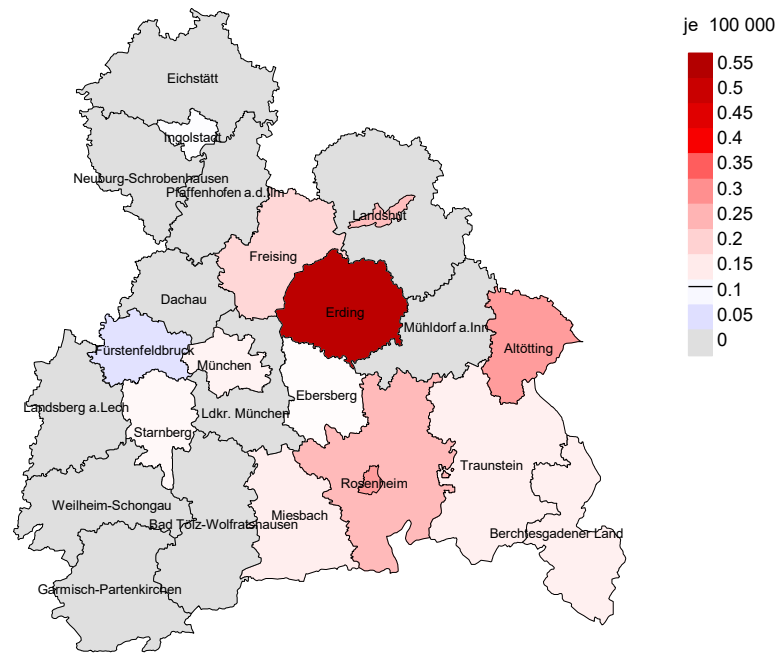 je 100 000
0.55
0.5
0.45
0.4
0.35
0.3
0.25
0.2
0.15
0.1
0.05
0
Eichstätt
Ingolstadt
Neuburg-Schrobenhausen
Pfaffenhofen a.d.Ilm
Landshut
Freising
Dachau
Erding
Mühldorf a.Inn
Fürstenfeldbruck
München
Altötting
Ebersberg
Landsberg a.Lech
Ldkr. München
Starnberg
Traunstein
Rosenheim
Weilheim-Schongau
Miesbach
Bad Tölz-Wolfratshausen
Berchtesgadener Land
Garmisch-Partenkirchen